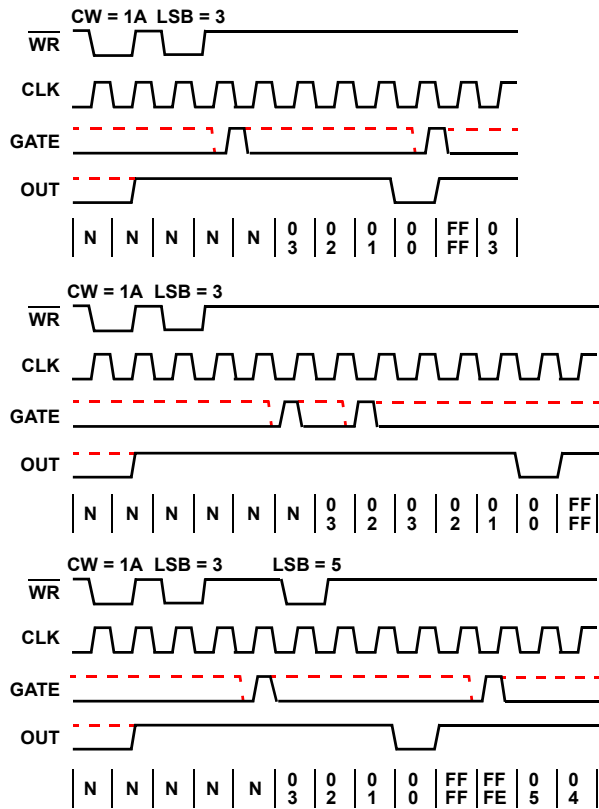 CW = 1A LSB = 3
WR
CLK
GATE
OUT
N N N N N 0 0 0 0 FF 0
3 2 1 0 FF 3
CW = 1A LSB = 3
WR
CLK
GATE
OUT
N N N N N N 0 0 0 0 0 0 FF
3 2 3 2 1 0 FF
CW = 1A LSB = 3 LSB = 5
WR
CLK
GATE
OUT
N N N N N 0 0 0 0 FF FF 0 0
3 2 1 0 FF FE 5 4